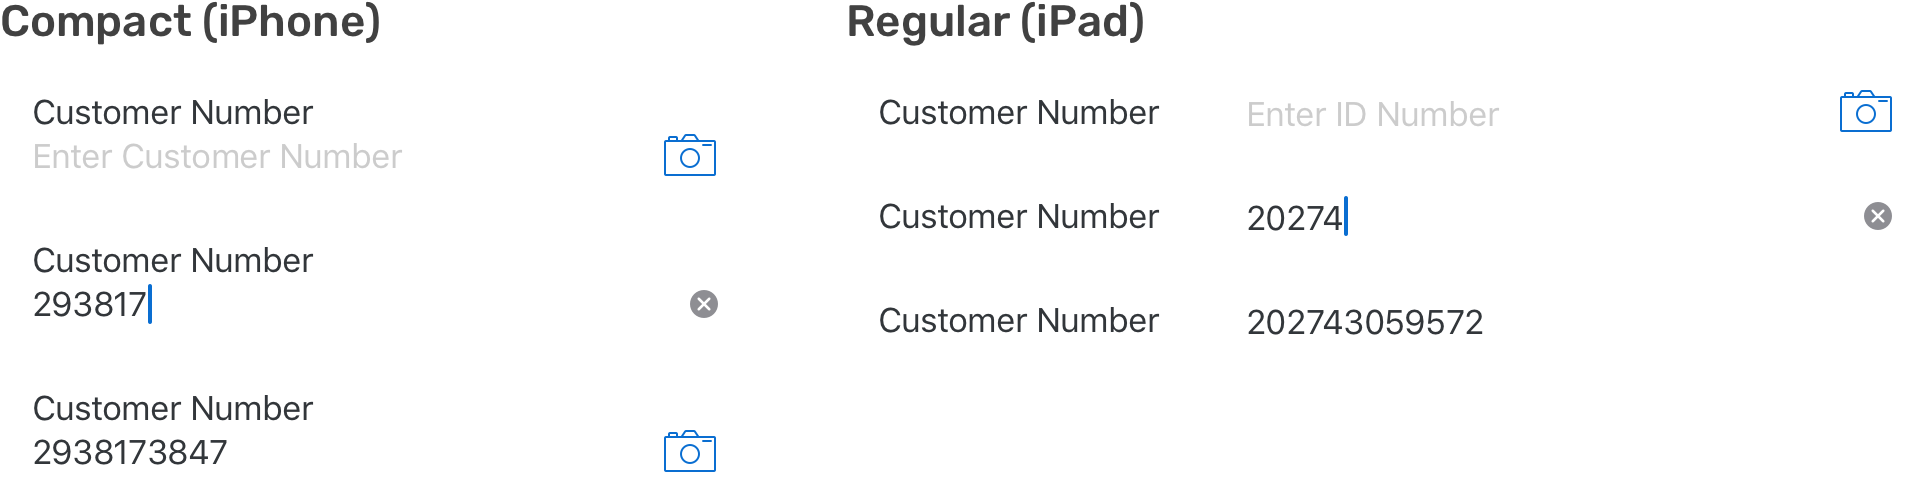 Compact (iPhone)
Customer Number
Enter Customer Number
Customer Number
293817
Customer Number
2938173847
Regular (iPad)
Customer Number Enter ID Number
Customer Number 20274
Customer Number 202743059572